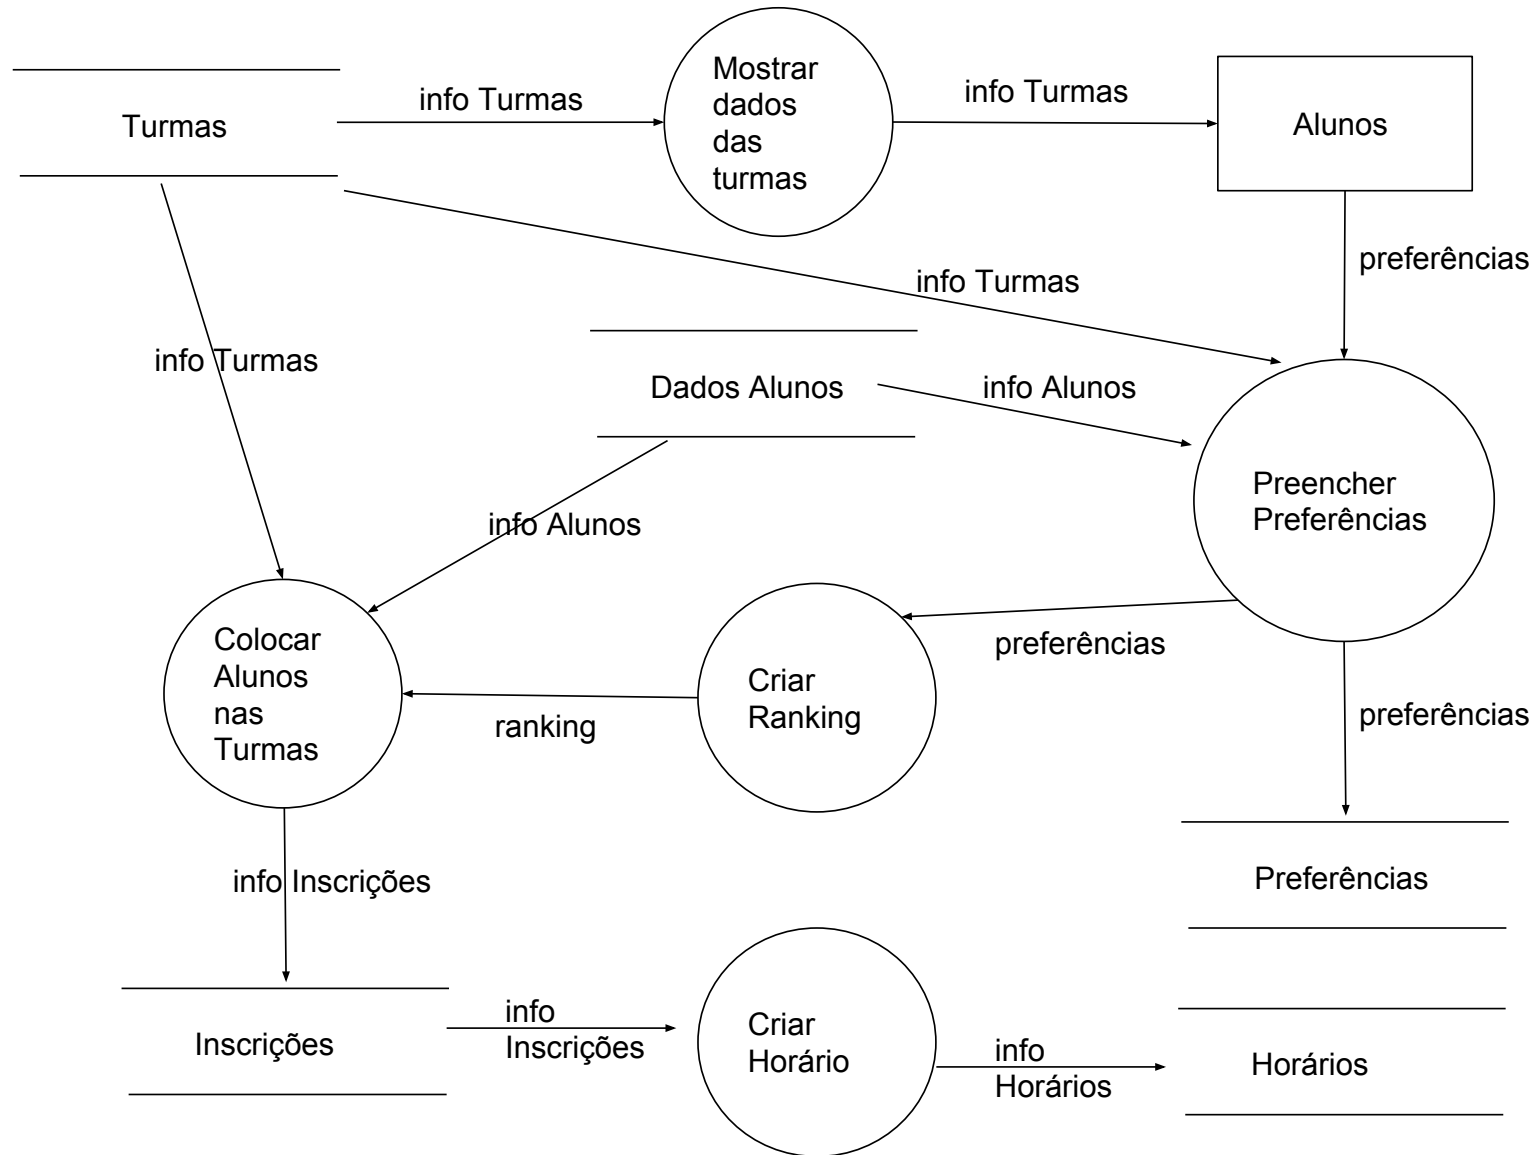 Mostrar
dados
das
turmas
info Turmas
info Turmas
Turmas
Alunos
preferências
info Turmas
info Turmas
Dados Alunos
info Alunos
Preencher
Preferências
info Alunos
Colocar
Alunos
nas
Turmas
preferências
Criar
Ranking
ranking
preferências
info Inscrições
Preferências
info
Inscrições
Inscrições
Criar
Horário
info
Horários
Horários